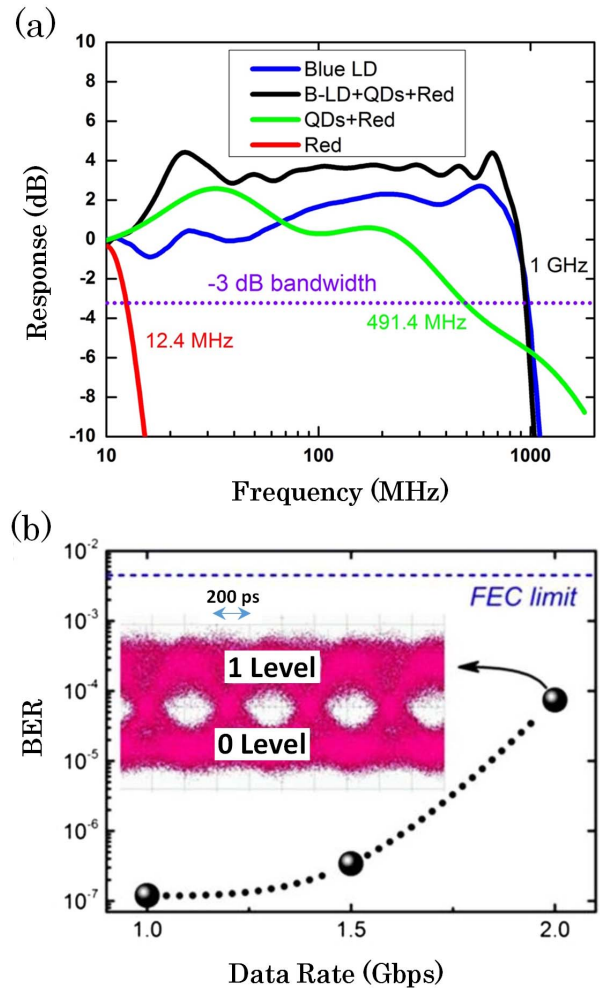 (a)
Blue LD
B-LD+QDs+Red
QDs+Red
Red
10
8
6
4
2
0
-2
-4
-6
-8
-10
Response (dB)
-3 dB bandwidth
1 GHz
12.4 MHz
491.4 MHz
10
100
1000
Frequency (MHz)
(b)
10⁻²
10⁻³
10⁻⁴
10⁻⁵
10⁻⁶
10⁻⁷
BER
FEC limit
200 ps
1 Level
0 Level
1.0
1.5
2.0
Data Rate (Gbps)